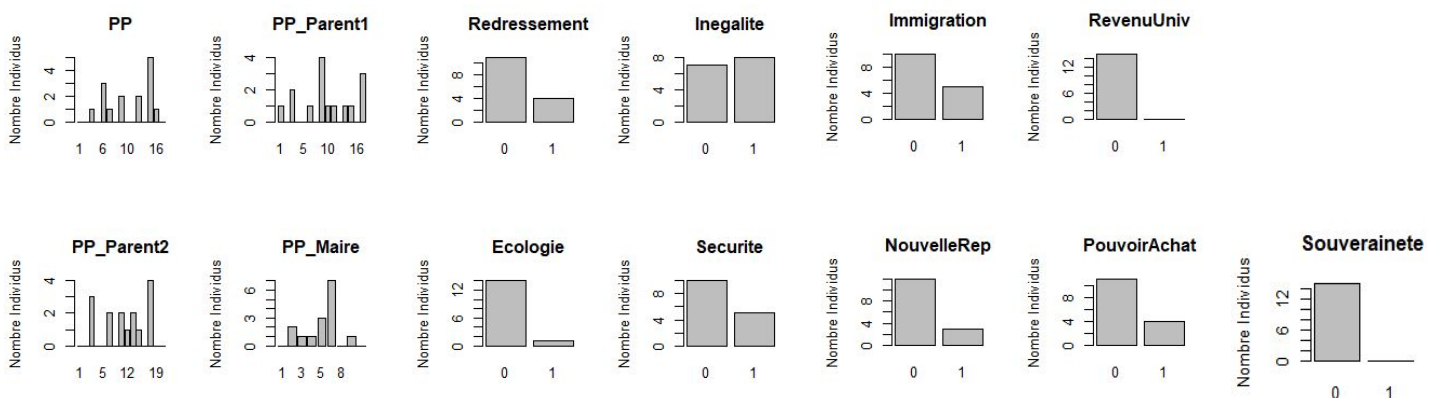 PP
Nombre Individus
0 2 4
1 6 10 16
PP_Parent1
Nombre Individus
0 2 4
1 5 10 16
Redressement
Nombre Individus
0 4 8
0 1
Inegalite
Nombre Individus
0 4 8
0 1
Immigration
Nombre Individus
0 4 8
0 1
RevenuUniv
Nombre Individus
0 6 12
0 1
PP_Parent2
Nombre Individus
0 2 4
1 5 12 19
PP_Maire
Nombre Individus
0 3 6
1 3 5 8
Ecologie
Nombre Individus
0 6 12
0 1
Securite
Nombre Individus
0 4 8
0 1
NouvelleRep
Nombre Individus
0 4 8
0 1
PouvoirAchat
Nombre Individus
0 4 8
0 1
Souverainete
Nombre Individus
0 6 12
0 1